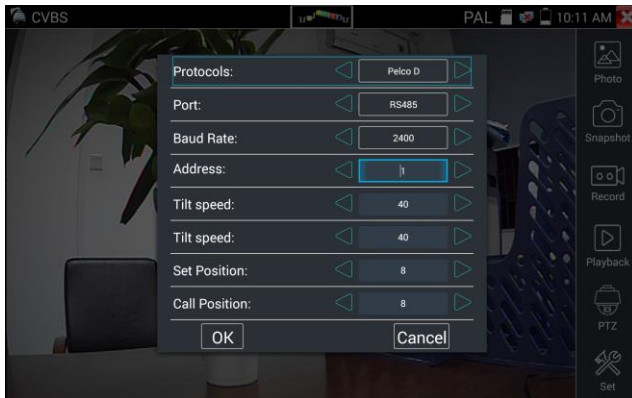 CVBS
PAL 10:11 AM
Protocols: Pelco D
Port: RS485
Baud Rate: 2400
Address: 1
Tilt speed: 40
Tilt speed: 40
Set Position: 8
Call Position: 8
OK Cancel
Photo
Snapshot
Record
Playback
PTZ
Set